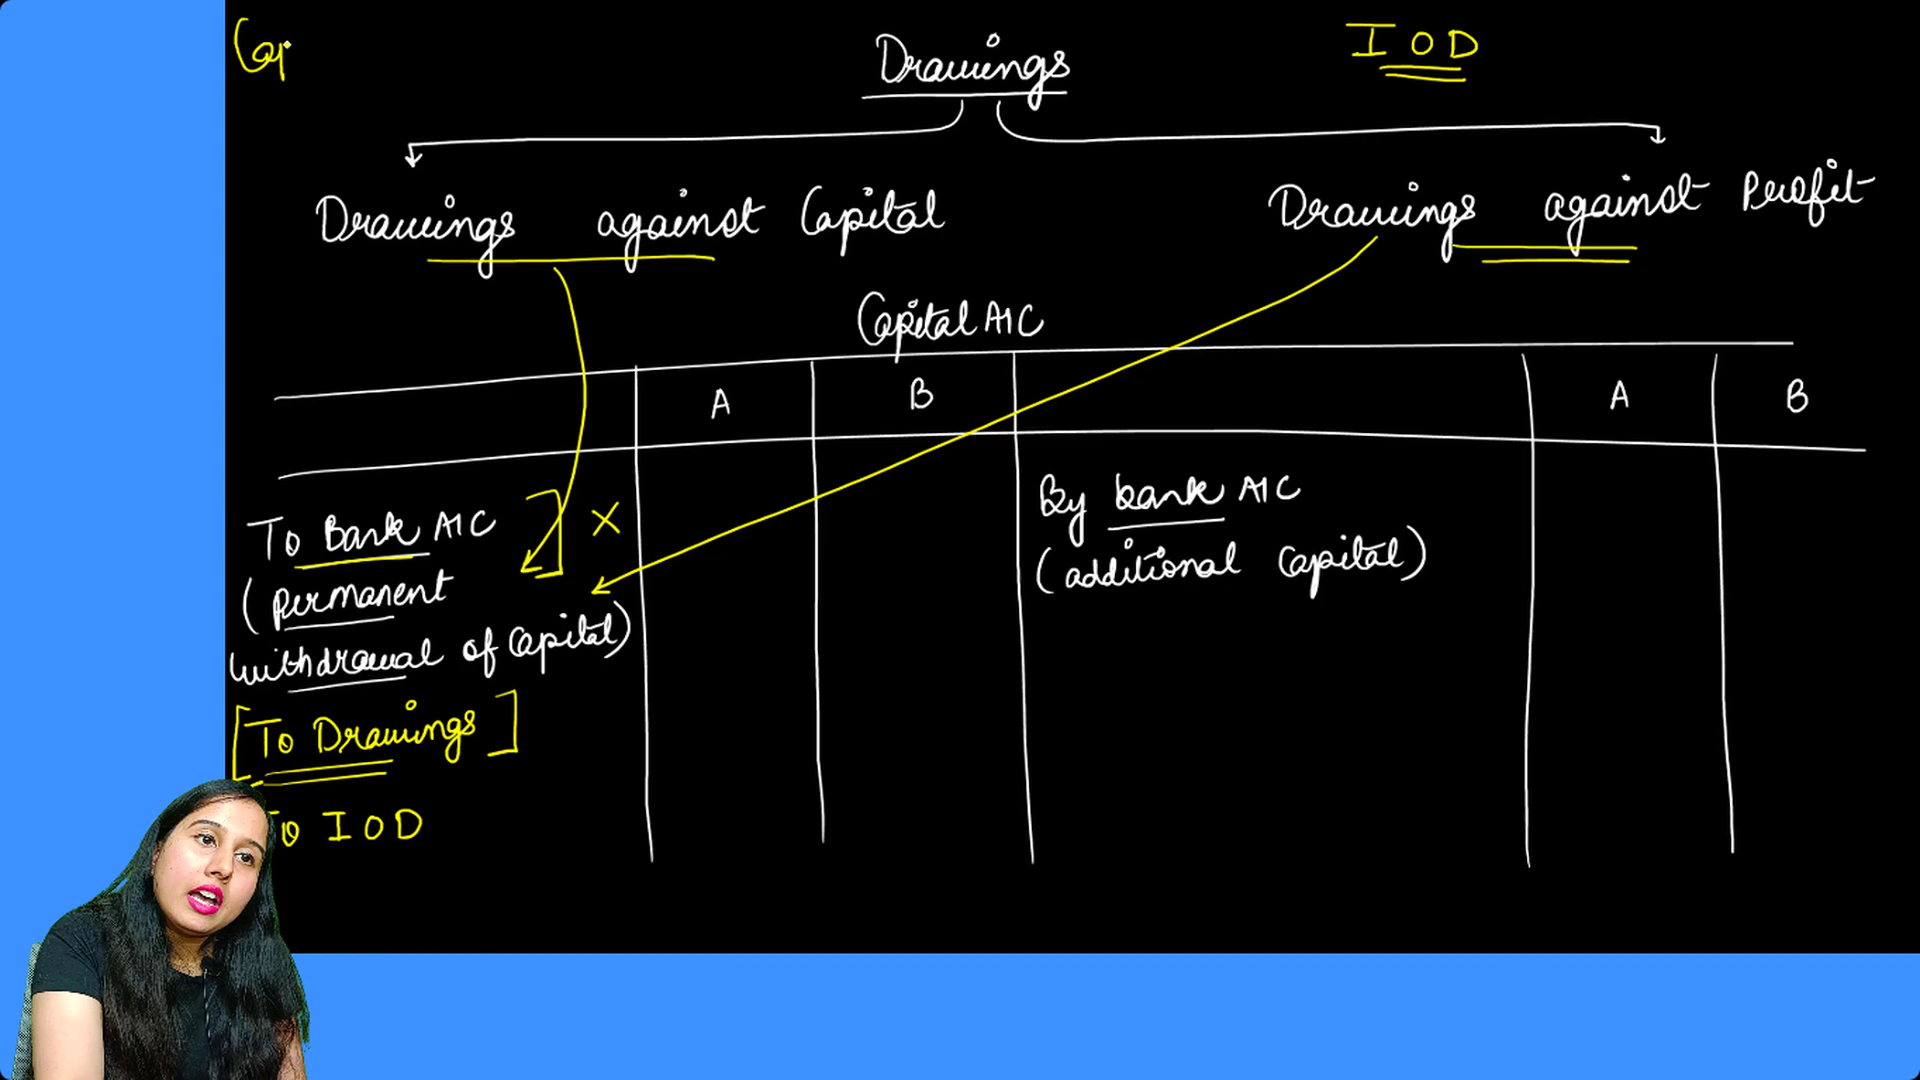 Drawings
IOD
Drawings against Capital
Drawings against Profit
Capital A/C
A B A B
To Bank A/C
(permanent
withdrawal of Capital)
X
By bank A/C
(additional Capital)
[To Drawings]
To IOD